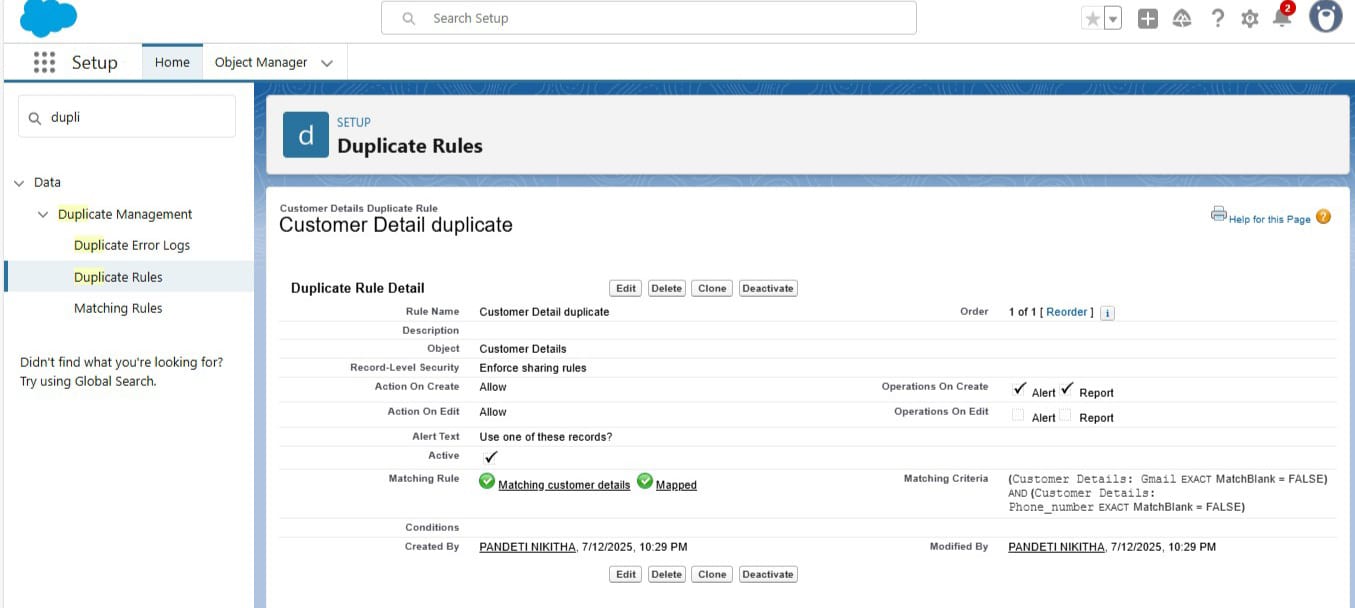 Search Setup
2
Setup
Home
Object Manager
dupli
Data
Duplicate Management
Duplicate Error Logs
Duplicate Rules
Matching Rules
Didn't find what you're looking for?
Try using Global Search.
d
SETUP
Duplicate Rules
Customer Details Duplicate Rule
Customer Detail duplicate
Help for this Page ?
Duplicate Rule Detail
Edit Delete Clone Deactivate
Rule Name Customer Detail duplicate Order 1 of 1 [ Reorder ] i
Description
Object Customer Details
Record-Level Security Enforce sharing rules
Action On Create Allow Operations On Create Alert Report
Action On Edit Allow Operations On Edit Alert Report
Alert Text Use one of these records?
Active
Matching Rule Matching customer details Mapped Matching Criteria (Customer Details: Gmail EXACT MatchBlank = FALSE)
AND (Customer Details:
Phone_number EXACT MatchBlank = FALSE)
Conditions
Created By PANDETI NIKITHA, 7/12/2025, 10:29 PM Modified By PANDETI NIKITHA, 7/12/2025, 10:29 PM
Edit Delete Clone Deactivate